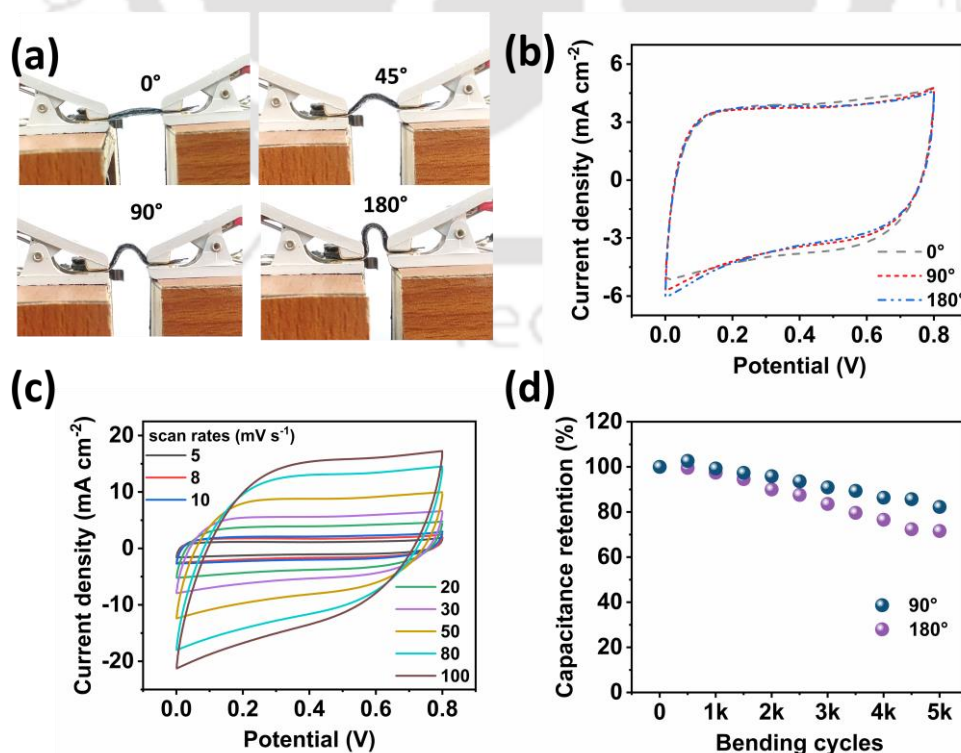 (a)
0°
45°
90°
180°
(b)
Current density (mA cm-2)
6
3
0
-3
-6
0°
90°
180°
0.0 0.2 0.4 0.6 0.8
Potential (V)
(c)
Current density (mA cm-2)
20
10
0
-10
-20
scan rates (mV s-1)
5
8
10
20
30
50
80
100
0.0 0.2 0.4 0.6 0.8
Potential (V)
(d)
Capacitance retention (%)
120
100
80
60
40
20
0
90°
180°
0 1k 2k 3k 4k 5k
Bending cycles